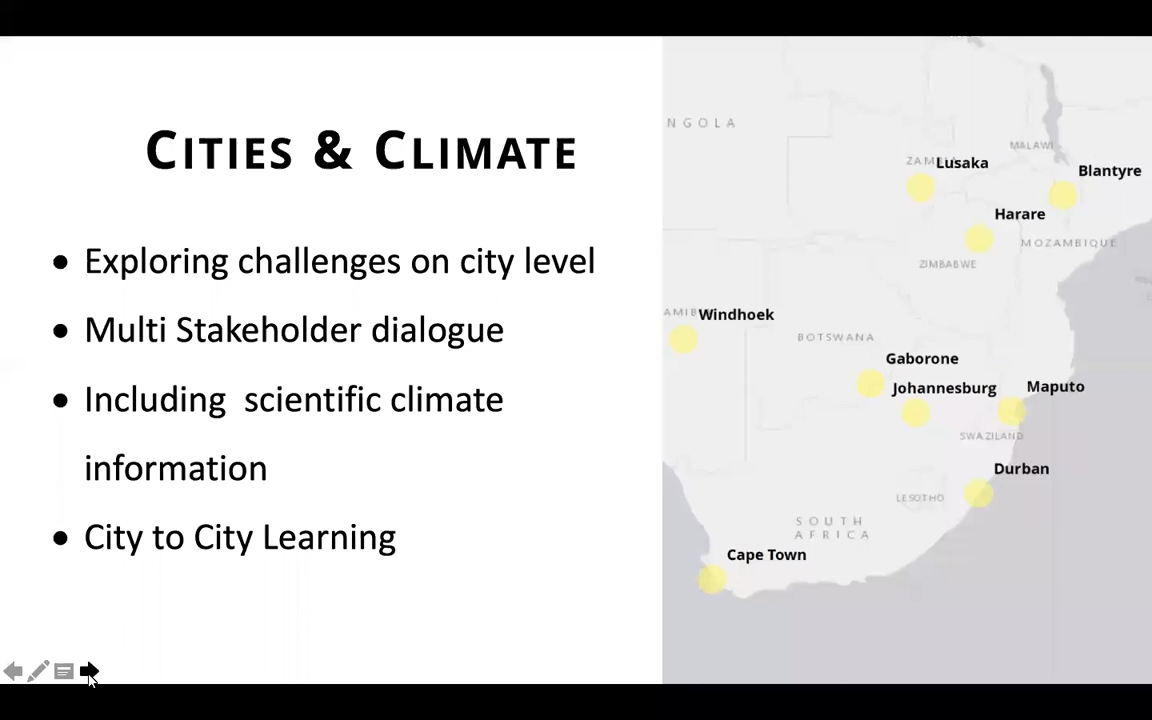 CITIES & CLIMATE
• Exploring challenges on city level
• Multi Stakeholder dialogue
• Including  scientific climate
information
• City to City Learning
NGOLA
MALAWI
Lusaka
Blantyre
Harare
MOZAMBIQUE
ZIMBABWE
AMIB
Windhoek
BOTSWANA
Gaborone
Johannesburg
Maputo
SWAZILAND
Durban
LESOTHO
SOUTH
AFRICA
Cape Town